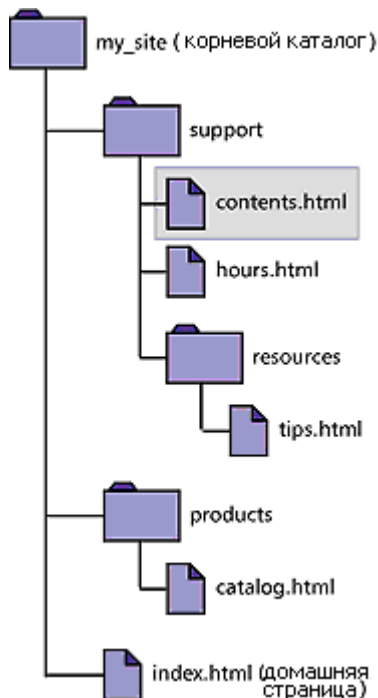 my_site (корневой каталог)
support
contents.html
hours.html
resources
tips.html
products
catalog.html
index.html (домашняя
страница)